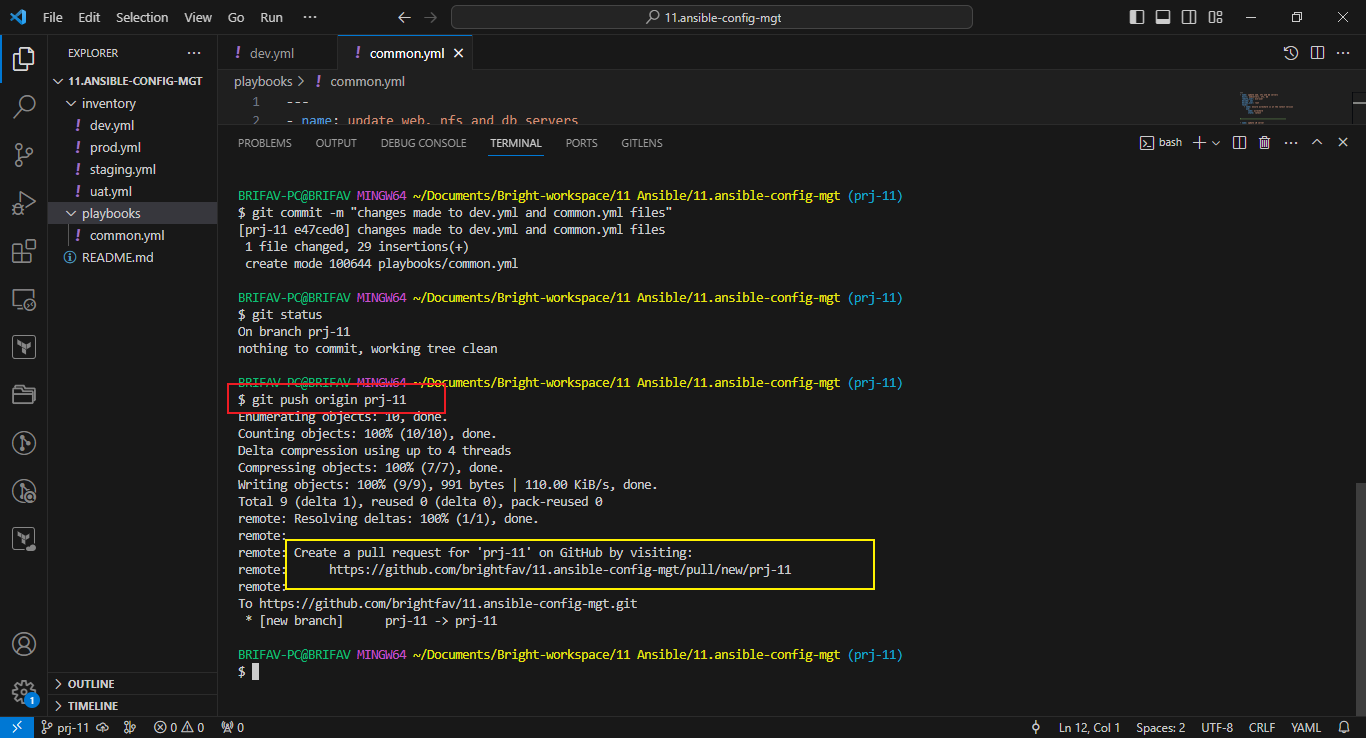 File Edit Selection View Go Run ··· 11.ansible-config-mgt
EXPLORER ···
11.ANSIBLE-CONFIG-MGT
inventory
! dev.yml
! prod.yml
! staging.yml
! uat.yml
playbooks
! common.yml
README.md
OUTLINE
TIMELINE
! dev.yml ! common.yml
playbooks > ! common.yml
1 ---
2 - name: update web, nfs and db servers
PROBLEMS OUTPUT DEBUG CONSOLE TERMINAL PORTS GITLENS bash
BRIFAV-PC@BRIFAV MINGW64 ~/Documents/Bright-workspace/11 Ansible/11.ansible-config-mgt (prj-11)
$ git commit -m "changes made to dev.yml and common.yml files"
[prj-11 e47ced0] changes made to dev.yml and common.yml files
1 file changed, 29 insertions(+)
create mode 100644 playbooks/common.yml
BRIFAV-PC@BRIFAV MINGW64 ~/Documents/Bright-workspace/11 Ansible/11.ansible-config-mgt (prj-11)
$ git status
On branch prj-11
nothing to commit, working tree clean
BRIFAV-PC@BRIFAV MINGW64 ~/Documents/Bright-workspace/11 Ansible/11.ansible-config-mgt (prj-11)
$ git push origin prj-11
Enumerating objects: 10, done.
Counting objects: 100% (10/10), done.
Delta compression using up to 4 threads
Compressing objects: 100% (7/7), done.
Writing objects: 100% (9/9), 991 bytes | 110.00 KiB/s, done.
Total 9 (delta 1), reused 0 (delta 0), pack-reused 0
remote: Resolving deltas: 100% (1/1), done.
remote:
remote: Create a pull request for 'prj-11' on GitHub by visiting:
remote: https://github.com/brightfav/11.ansible-config-mgt/pull/new/prj-11
remote:
To https://github.com/brightfav/11.ansible-config-mgt.git
* [new branch] prj-11 -> prj-11
BRIFAV-PC@BRIFAV MINGW64 ~/Documents/Bright-workspace/11 Ansible/11.ansible-config-mgt (prj-11)
$
1
prj-11 0 0 0 Ln 12, Col 1 Spaces: 2 UTF-8 CRLF YAML